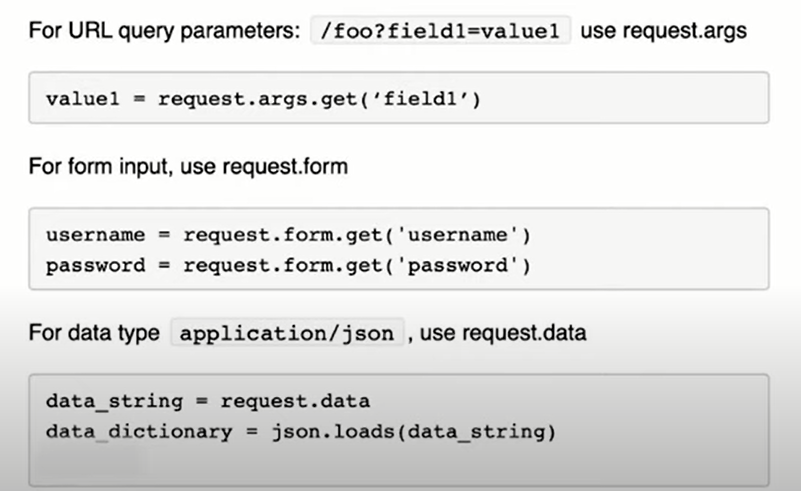 For URL query parameters: /foo?field1=value1 use request.args
value1 = request.args.get(‘field1’)
For form input, use request.form
username = request.form.get('username')
password = request.form.get('password')
For data type application/json , use request.data
data_string = request.data
data_dictionary = json.loads(data_string)